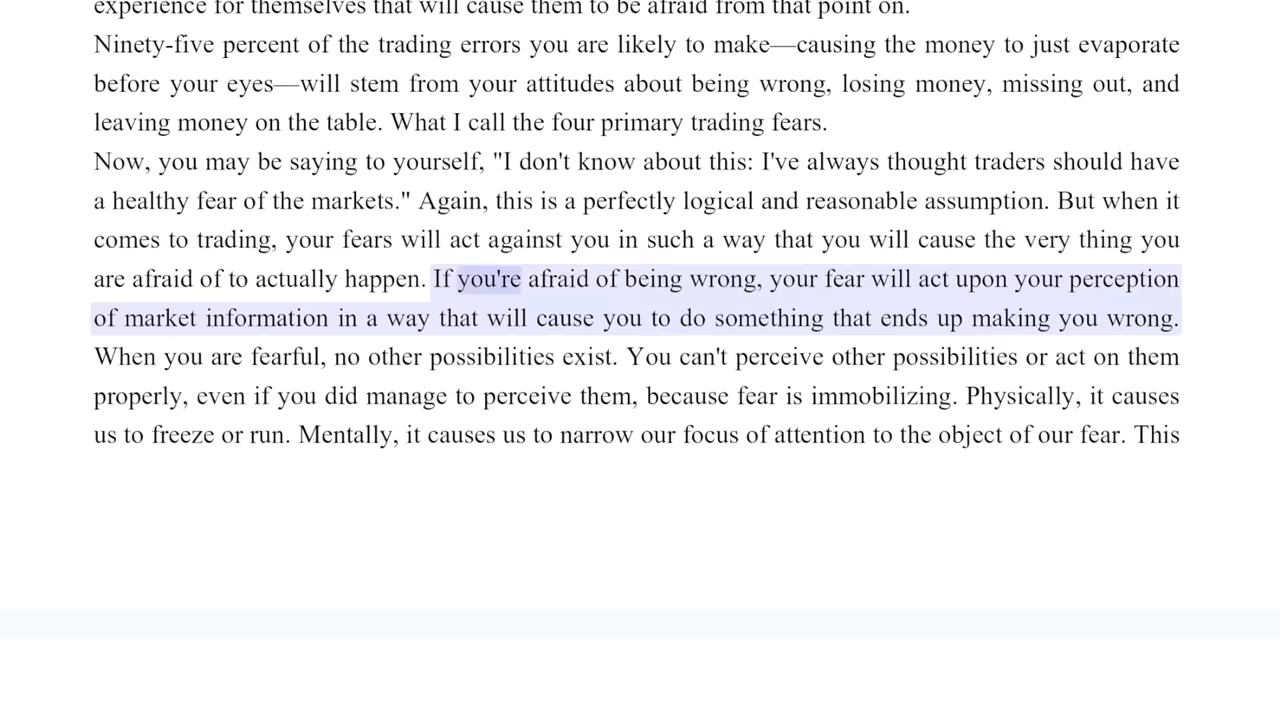 experience for themselves that will cause them to be afraid from that point on.
Ninety-five percent of the trading errors you are likely to make—causing the money to just evaporate
before your eyes—will stem from your attitudes about being wrong, losing money, missing out, and
leaving money on the table. What I call the four primary trading fears.
Now, you may be saying to yourself, "I don't know about this: I've always thought traders should have
a healthy fear of the markets." Again, this is a perfectly logical and reasonable assumption. But when it
comes to trading, your fears will act against you in such a way that you will cause the very thing you
are afraid of to actually happen. If you're afraid of being wrong, your fear will act upon your perception
of market information in a way that will cause you to do something that ends up making you wrong.
When you are fearful, no other possibilities exist. You can't perceive other possibilities or act on them
properly, even if you did manage to perceive them, because fear is immobilizing. Physically, it causes
us to freeze or run. Mentally, it causes us to narrow our focus of attention to the object of our fear. This